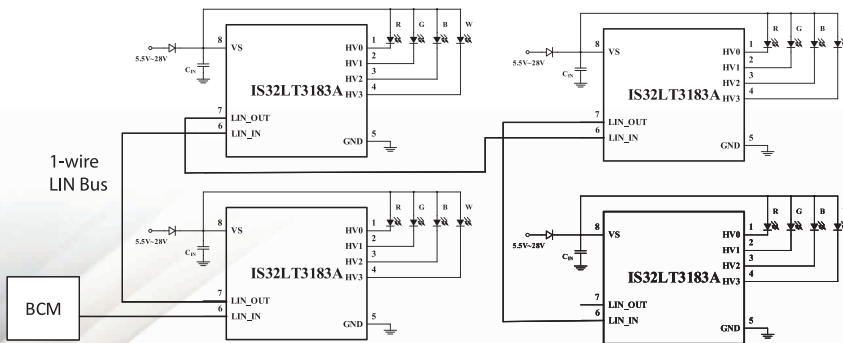 R G B W
8 VS
5.5V~28V
CIN
1 HV0
2 HV1
3 HV2
4 HV3
IS32LT3183A
7 LIN_OUT
6 LIN_IN
GND 5
R G B
8 VS
5.5V~28V
CIN
1 HV0
2 HV1
3 HV2
4 HV3
IS32LT3183A
7 LIN_OUT
6 LIN_IN
GND 5
1-wire
LIN Bus
R G B W
8 VS
5.5V~28V
CIN
1 HV0
2 HV1
3 HV2
4 HV3
IS32LT3183A
7 LIN_OUT
6 LIN_IN
GND 5
BCM
R G B
8 VS
5.5V~28V
CIN
1 HV0
2 HV1
3 HV2
4 HV3
IS32LT3183A
7 LIN_OUT
6 LIN_IN
GND 5